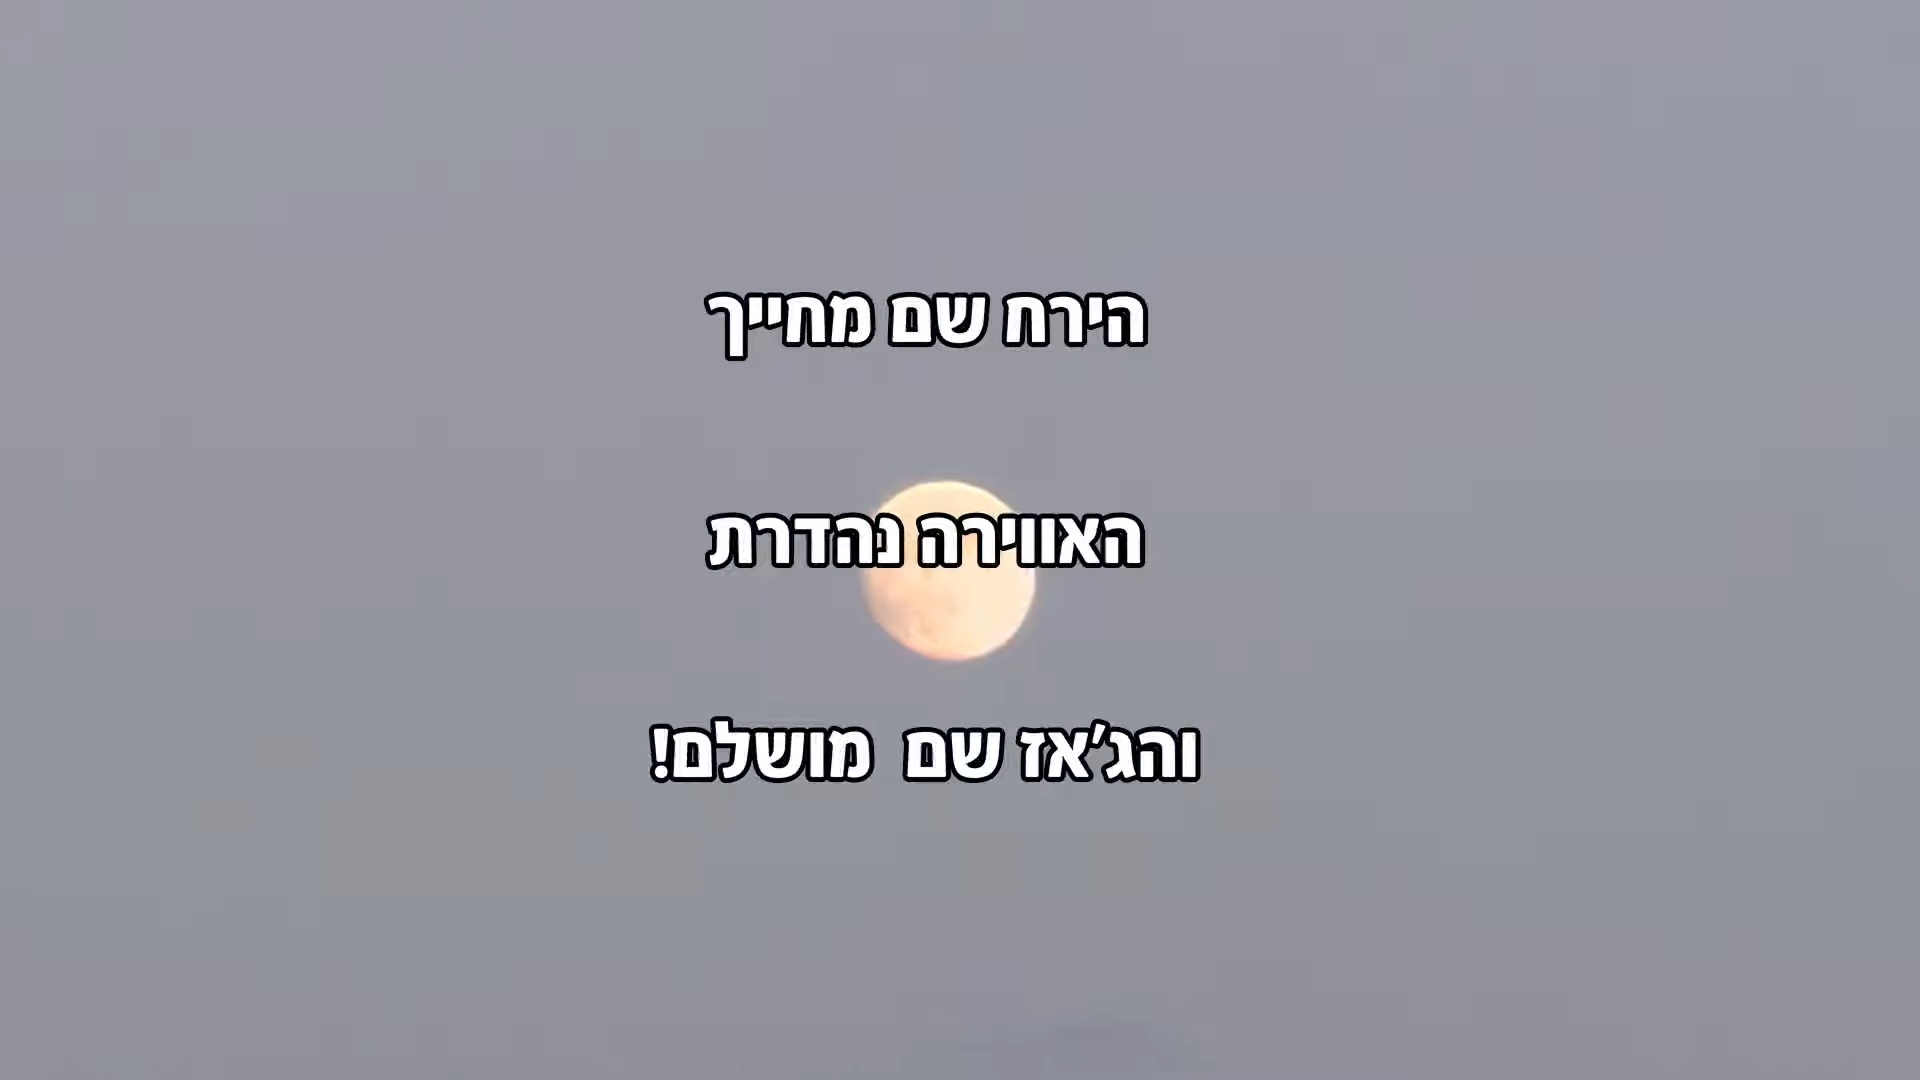 הירח שם מחייך
האווירה נהדרת
והג'אז שם  מושלם!